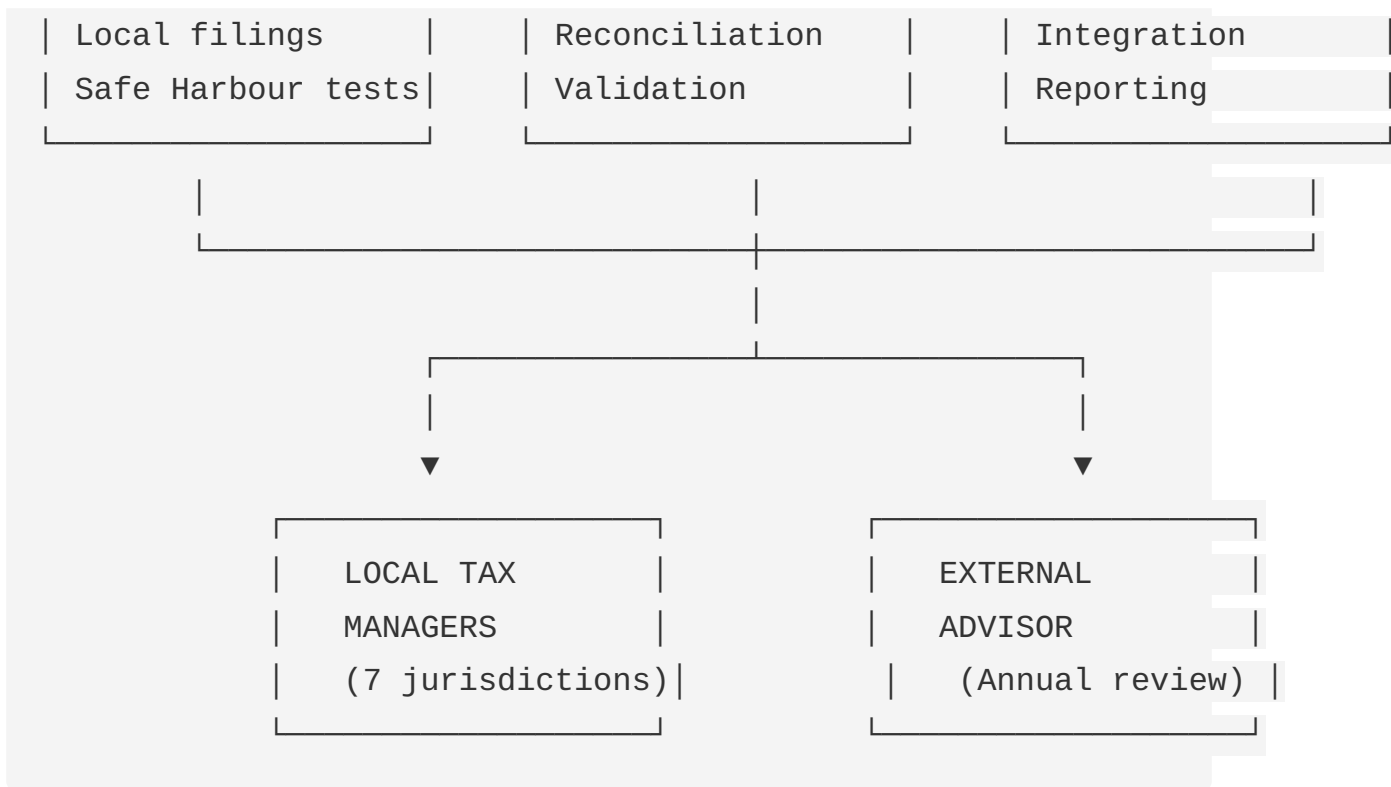 Local filings Reconciliation Integration
Safe Harbour tests Validation Reporting
LOCAL TAX EXTERNAL
MANAGERS ADVISOR
(7 jurisdictions) (Annual review)